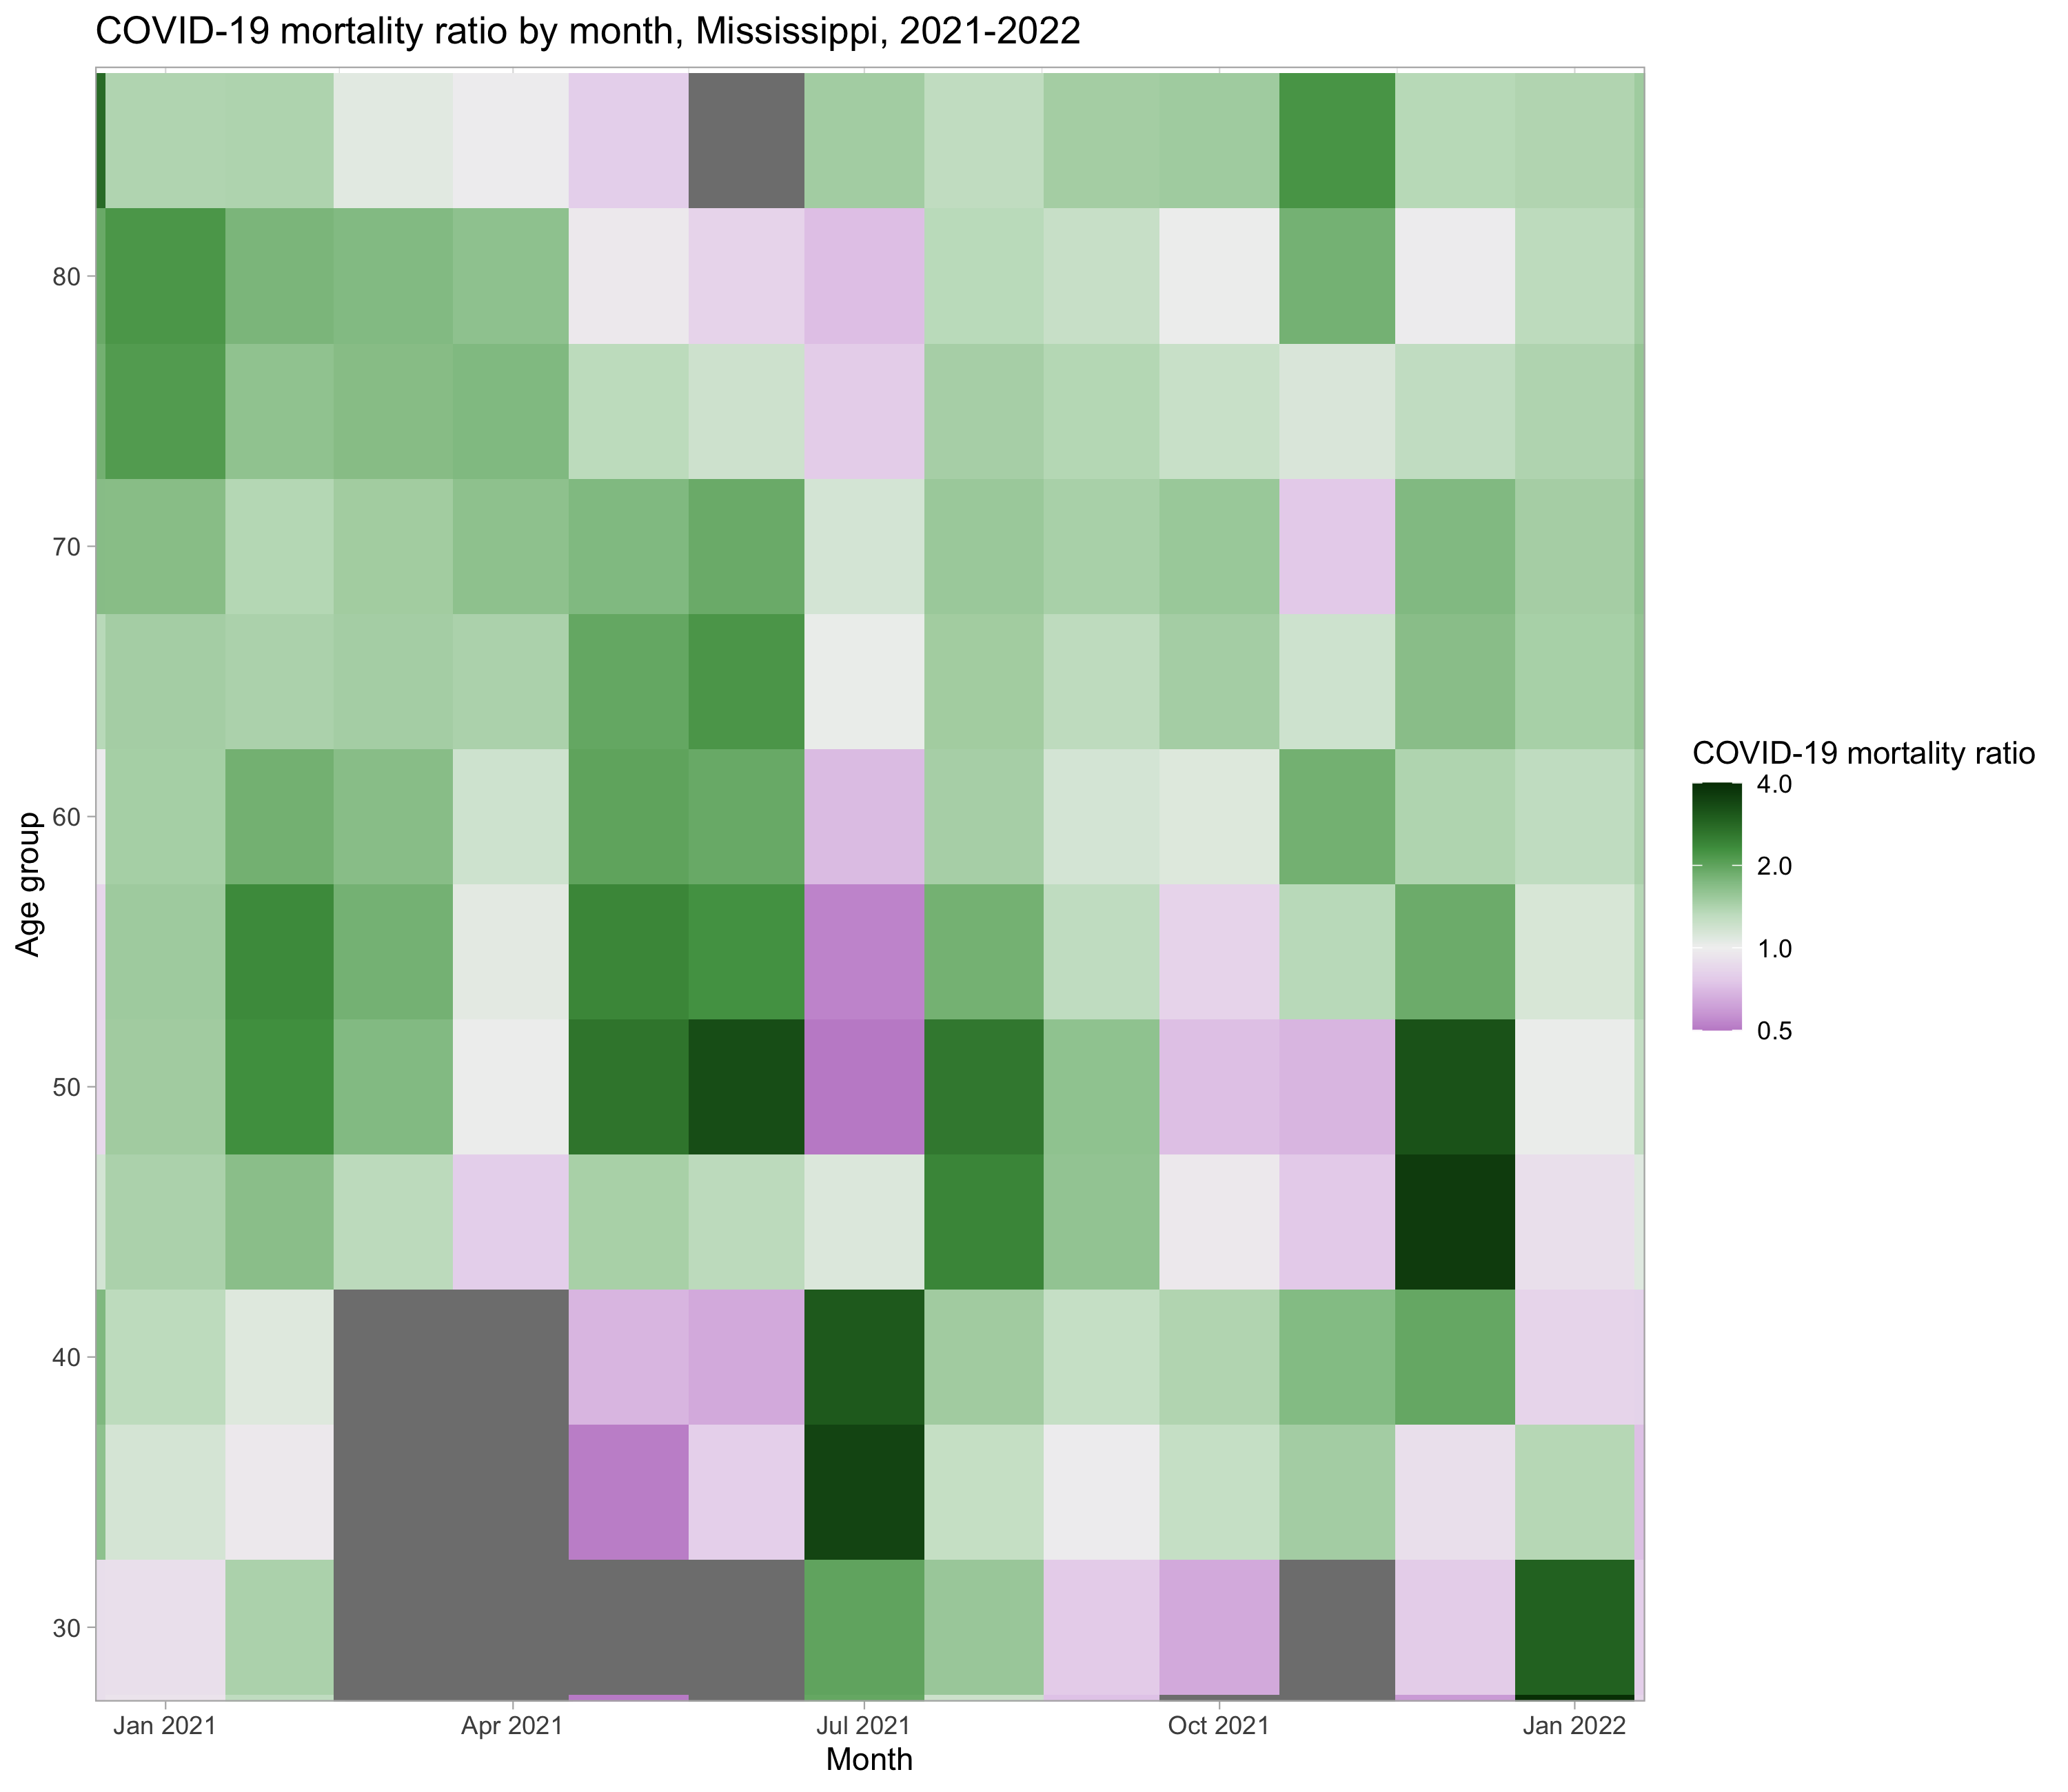 COVID-19 mortality ratio by month, Mississippi, 2021-2022
80
70
60
50
40
30
Age group
Jan 2021 Apr 2021 Jul 2021 Oct 2021 Jan 2022
Month
COVID-19 mortality ratio
4.0
2.0
1.0
0.5